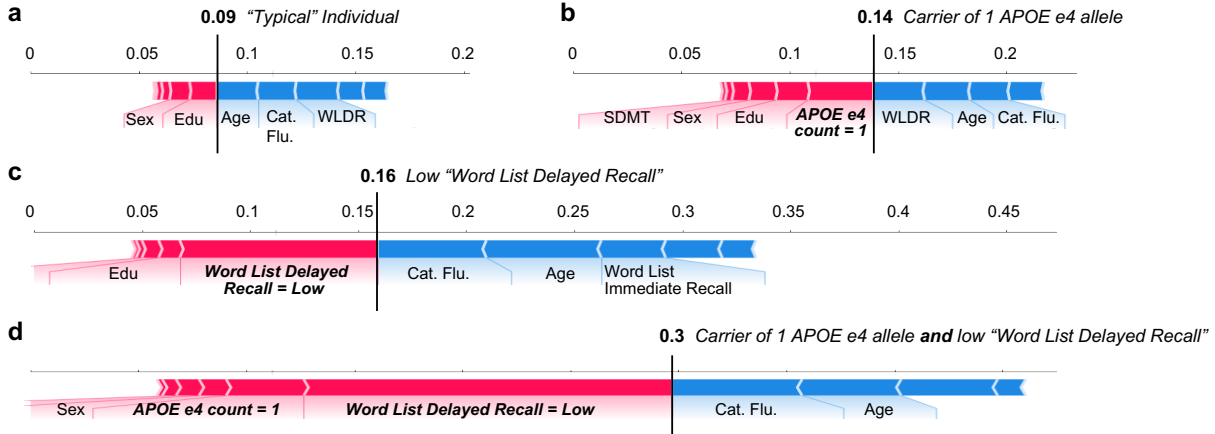 a
0.09 “Typical” Individual
0 0.05 0.1 0.15 0.2
Sex Edu Age Cat. Flu. WLDR
b
0.14 Carrier of 1 APOE e4 allele
0 0.05 0.1 0.15 0.2
SDMT Sex Edu APOE e4 count = 1 WLDR Age Cat. Flu.
c
0.16 Low “Word List Delayed Recall”
0 0.05 0.1 0.15 0.2 0.25 0.3 0.35 0.4 0.45
Edu Word List Delayed Recall = Low Cat. Flu. Age Word List Immediate Recall
d
0.3 Carrier of 1 APOE e4 allele and low “Word List Delayed Recall”
Sex APOE e4 count = 1 Word List Delayed Recall = Low Cat. Flu. Age